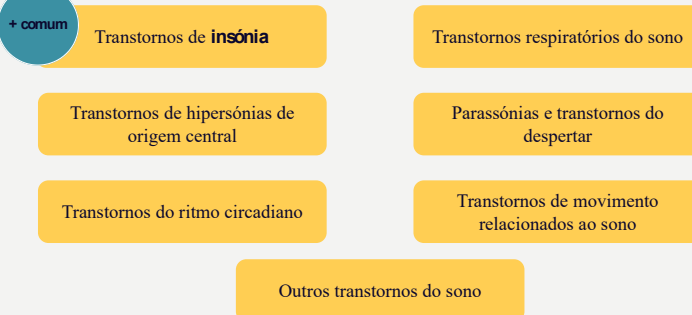 + comum
Transtornos de insónia
Transtornos respiratórios do sono
Transtornos de hipersónias de
origem central
Parassónias e transtornos do
despertar
Transtornos do ritmo circadiano
Transtornos de movimento
relacionados ao sono
Outros transtornos do sono